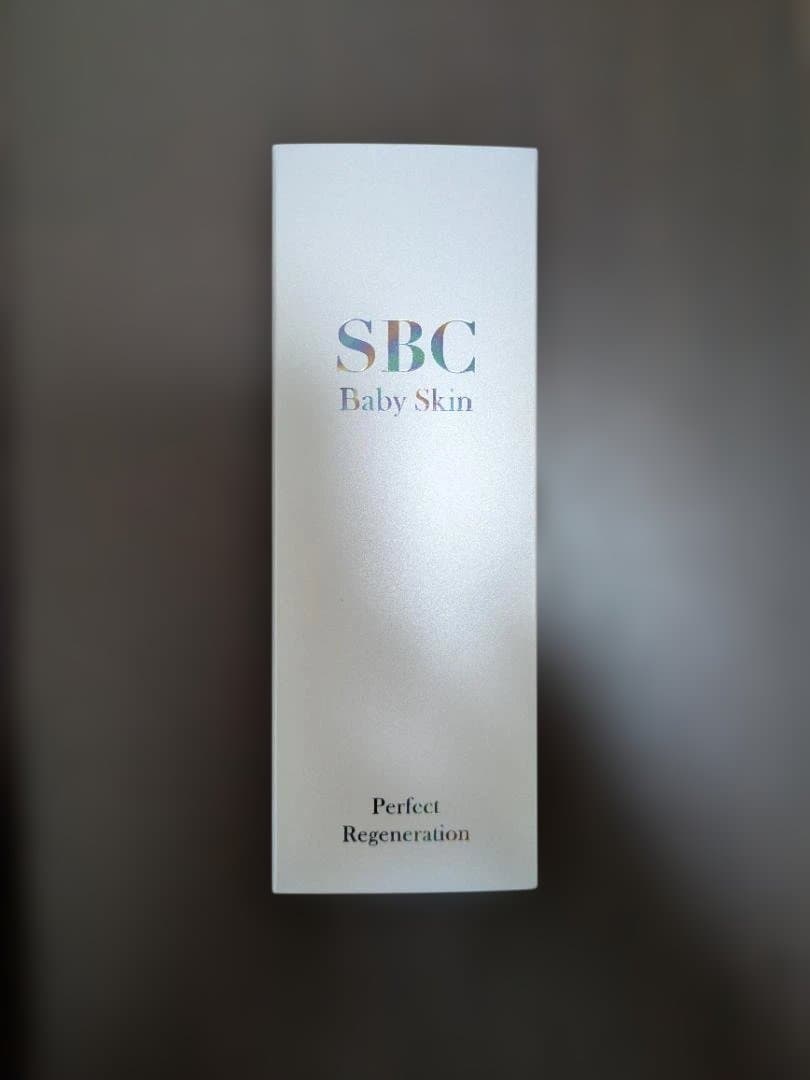 SBC
Baby Skin
Perfect
Regeneration